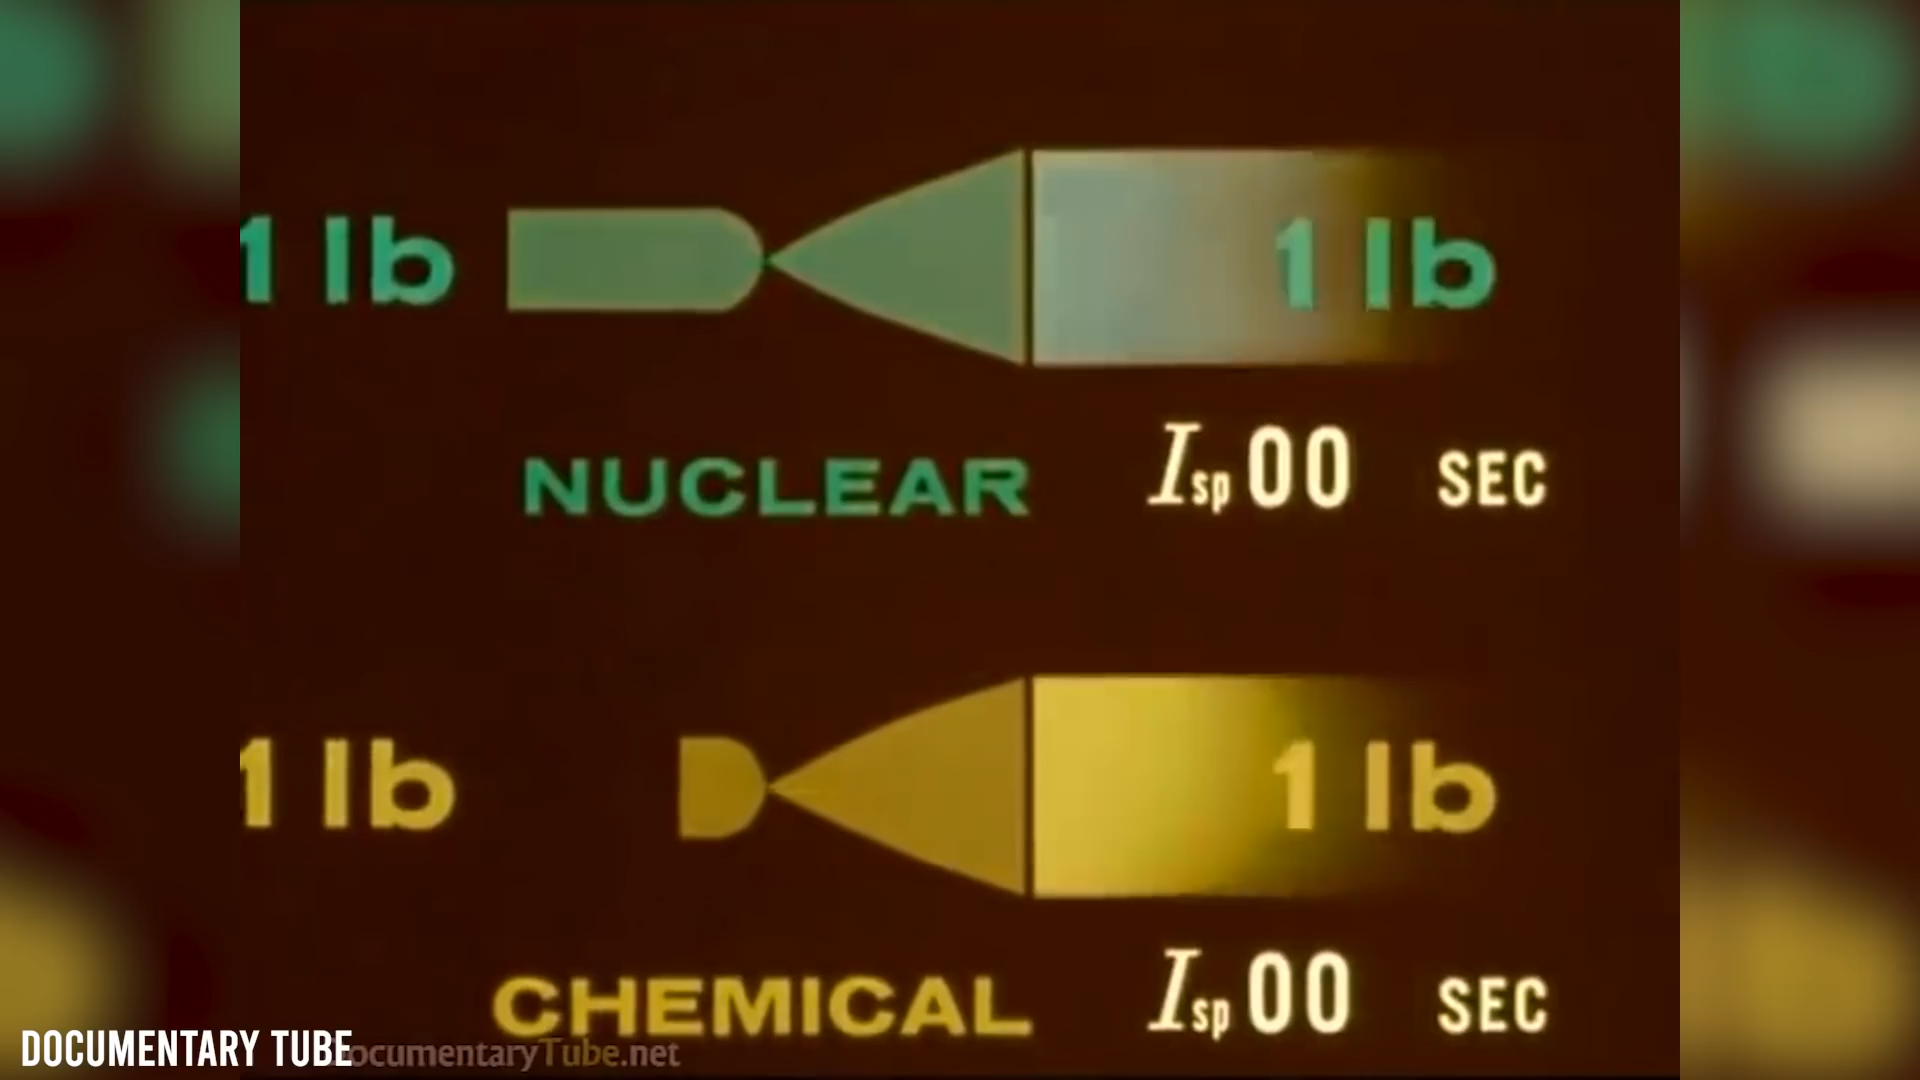 1 lb 1 lb
NUCLEAR Isp 00 SEC
1 lb 1 lb
CHEMICAL Isp 00 SEC
DOCUMENTARY TUBE
ocumentaryTube.net